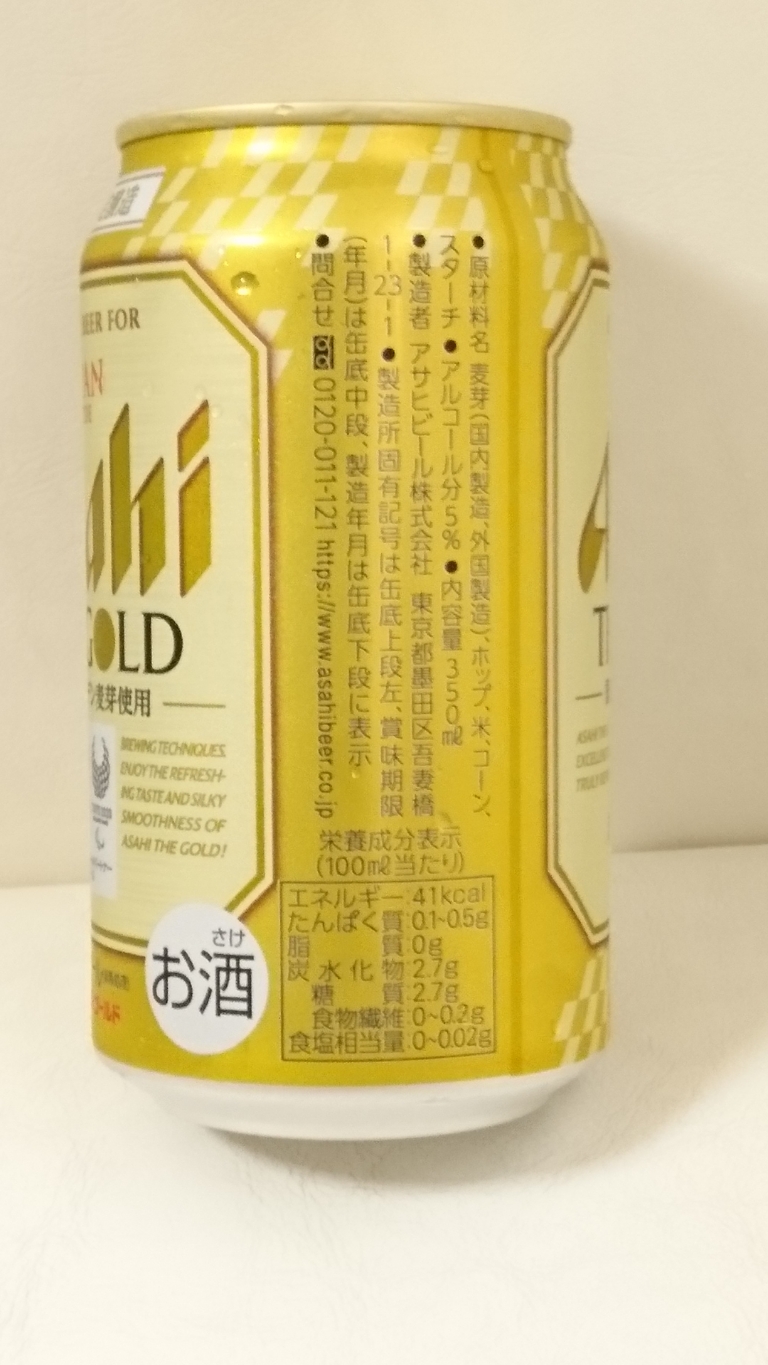 醸造
BEER FOR
AN
ahi
GOLD
麦芽使用
BREWING TECHNIQUES.
ENJOY THE REFRESH-
ING TASTE AND SILKY
SMOOTHNESS OF
ASAHI THE GOLD!
さけ
お酒
ールド
●原材料名 麦芽(国内製造、外国製造)、ホップ、米、コーン、
スターチ ●アルコール分5% ●内容量 350㎖
●製造者 アサヒビール株式会社 東京都墨田区吾妻橋
1-23-1 ●製造所固有記号は缶底上段左、賞味期限
(年月)は缶底中段、製造年月は缶底下段に表示
●問合せ 0120-011-121 https://www.asahibeer.co.jp
栄養成分表示
(100㎖当たり)
エネルギー:41kcal
たんぱく質:0.1~0.5g
脂質:0g
炭水化物:2.7g
糖質:2.7g
食物繊維:0~0.2g
食塩相当量:0~0.02g